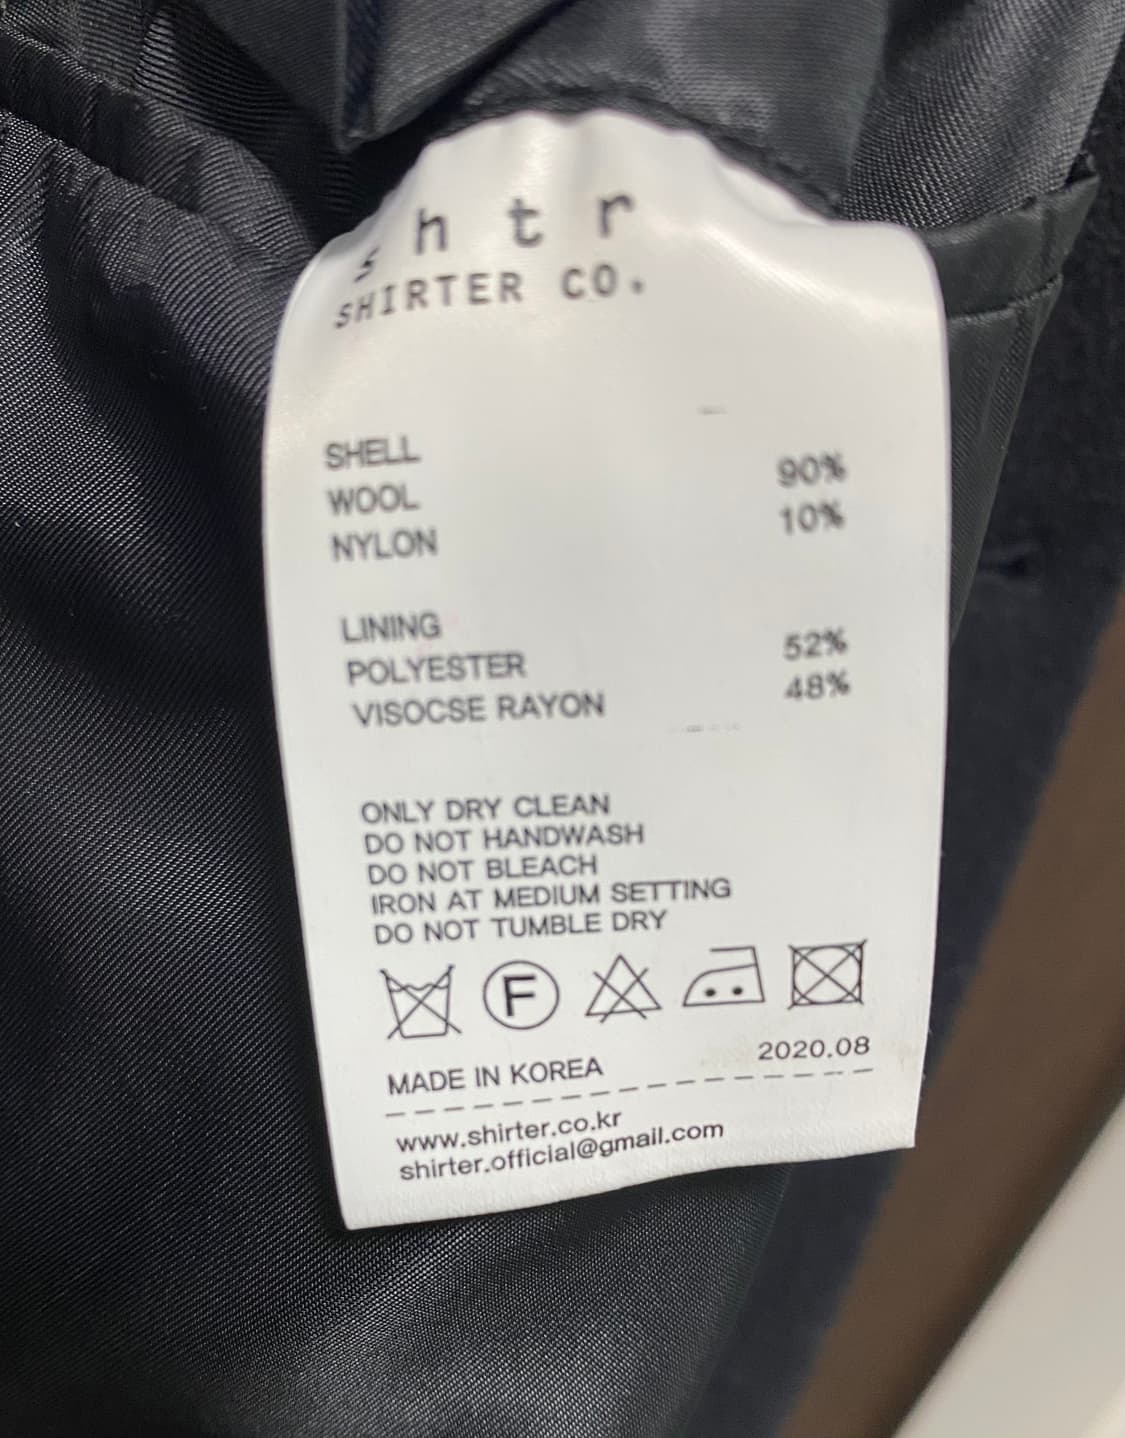 s h t r
SHIRTER CO.
SHELL
WOOL 90%
NYLON 10%
LINING
POLYESTER 52%
VISOCSE RAYON 48%
ONLY DRY CLEAN
DO NOT HANDWASH
DO NOT BLEACH
IRON AT MEDIUM SETTING
DO NOT TUMBLE DRY
F
MADE IN KOREA 2020.08
www.shirter.co.kr
shirter.official@gmail.com